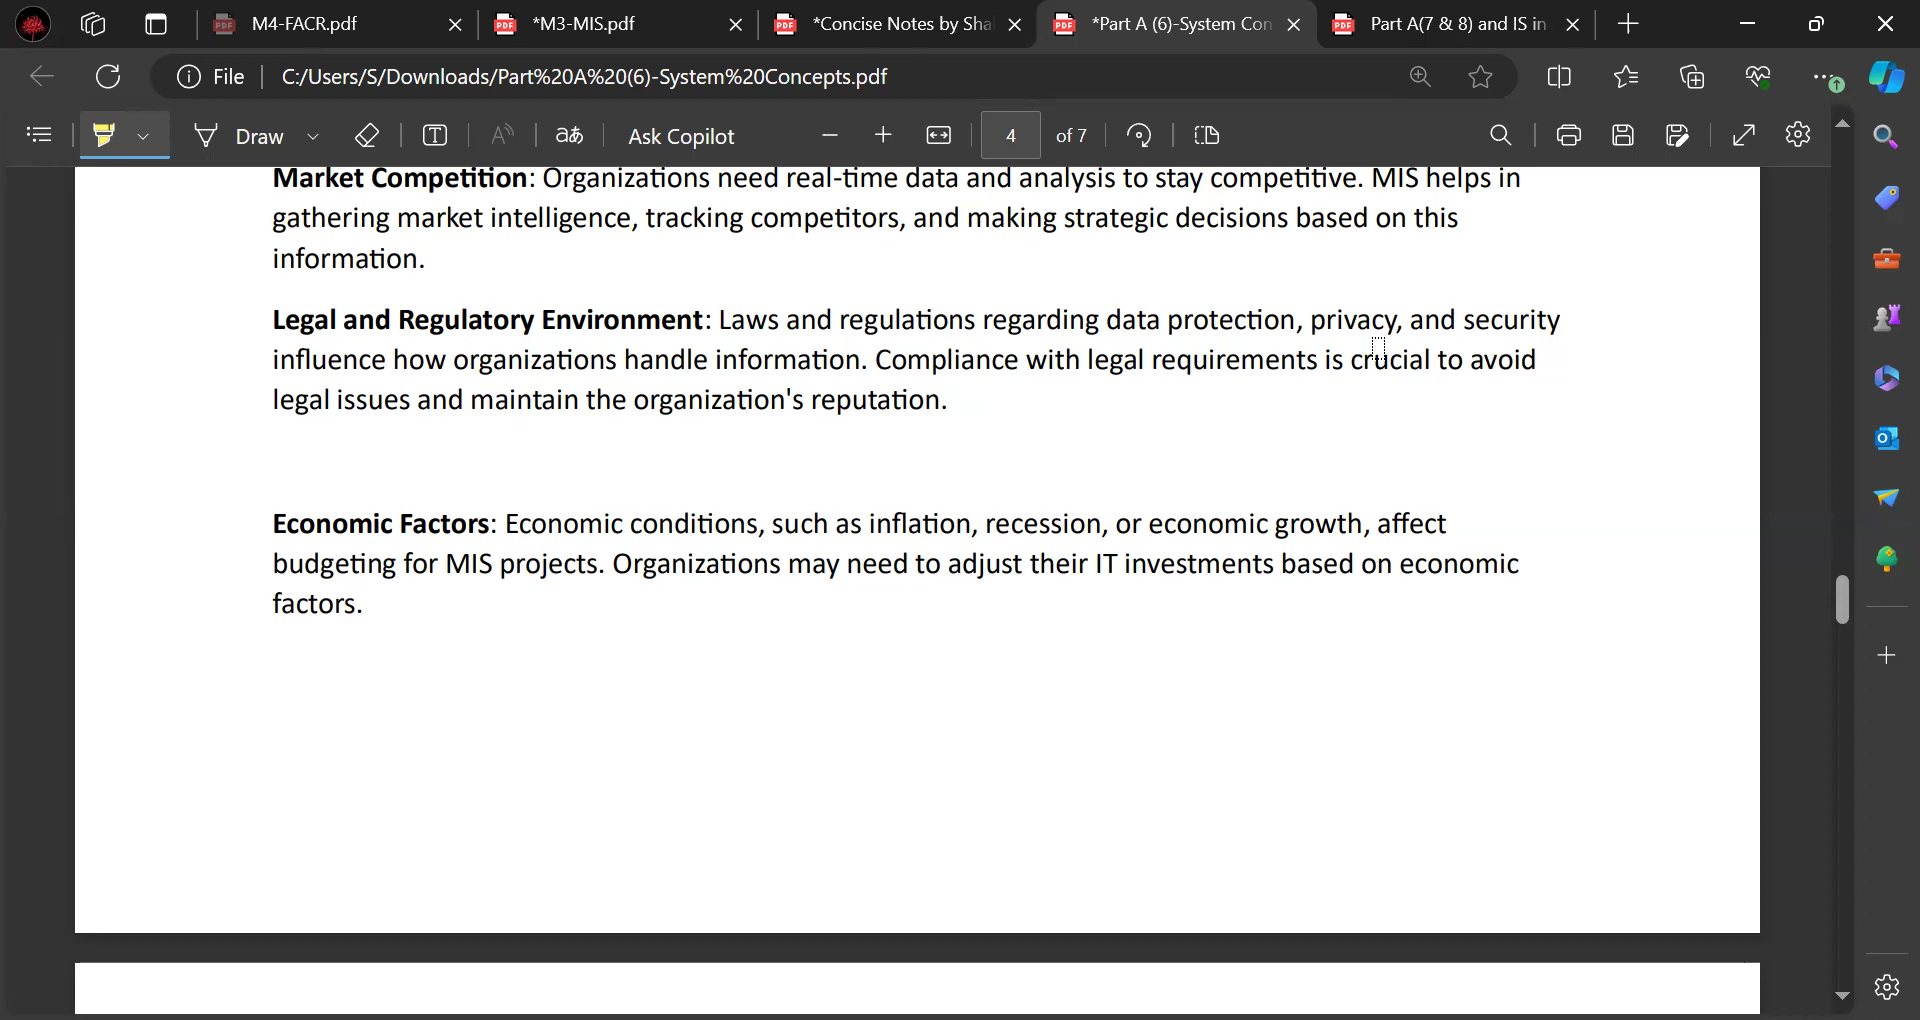 M4-FACR.pdf
*M3-MIS.pdf
*Concise Notes by Sha
*Part A (6)-System Con
Part A(7 & 8) and IS in
File
C:/Users/S/Downloads/Part%20A%20(6)-System%20Concepts.pdf
Draw
aあ
Ask Copilot
4
of 7
Market Competition: Organizations need real-time data and analysis to stay competitive. MIS helps in
gathering market intelligence, tracking competitors, and making strategic decisions based on this
information.
Legal and Regulatory Environment: Laws and regulations regarding data protection, privacy, and security
influence how organizations handle information. Compliance with legal requirements is crucial to avoid
legal issues and maintain the organization's reputation.
Economic Factors: Economic conditions, such as inflation, recession, or economic growth, affect
budgeting for MIS projects. Organizations may need to adjust their IT investments based on economic
factors.